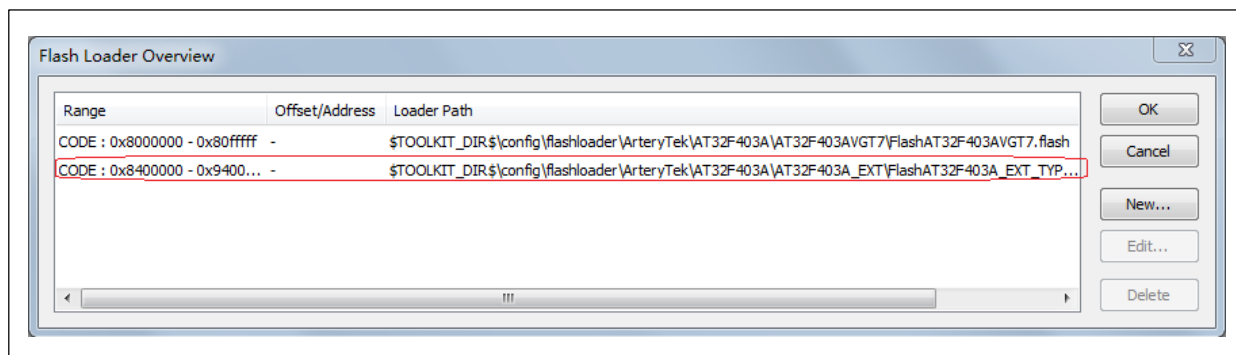 Flash Loader Overview
Range Offset/Address Loader Path
CODE : 0x8000000 - 0x80fffff - $TOOLKIT_DIR$\config\flashloader\ArteryTek\AT32F403A\AT32F403AVGT7\FlashAT32F403AVGT7.flash
CODE : 0x8400000 - 0x9400... - $TOOLKIT_DIR$\config\flashloader\ArteryTek\AT32F403A\AT32F403A_EXT\FlashAT32F403A_EXT_TYP...
OK
Cancel
New...
Edit...
Delete